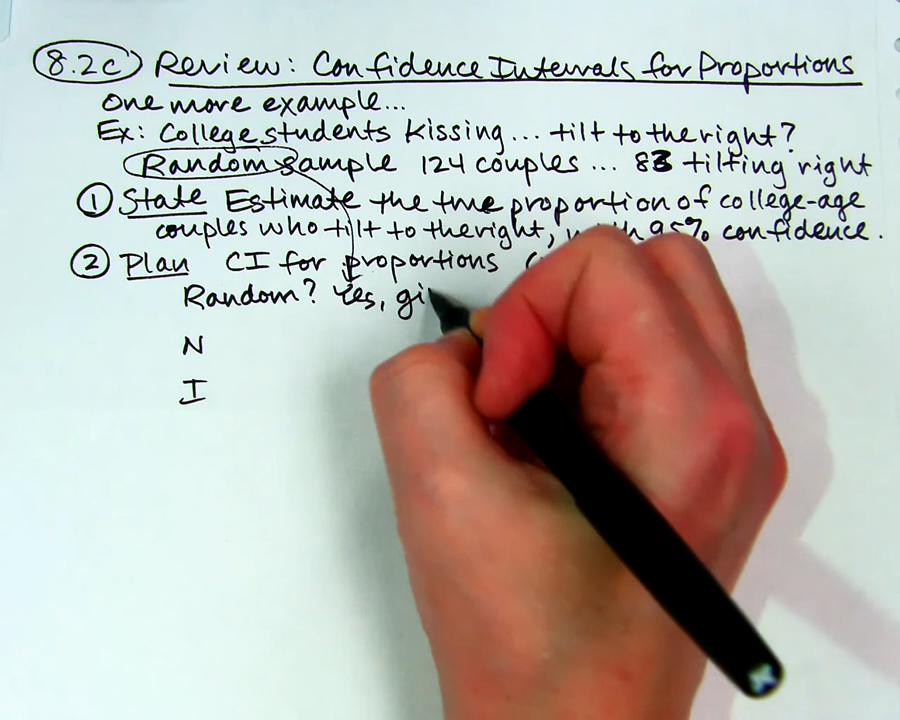 8.2c Review: Confidence Intervals for Proportions
One more example...
Ex: College students kissing... tilt to the right?
Random sample 124 couples ... 83 tilting right
① State Estimate the true proportion of college-age
couples who tilt to the right, with 95% confidence.
② Plan CI for proportions (
Random? Yes, gi
N
I